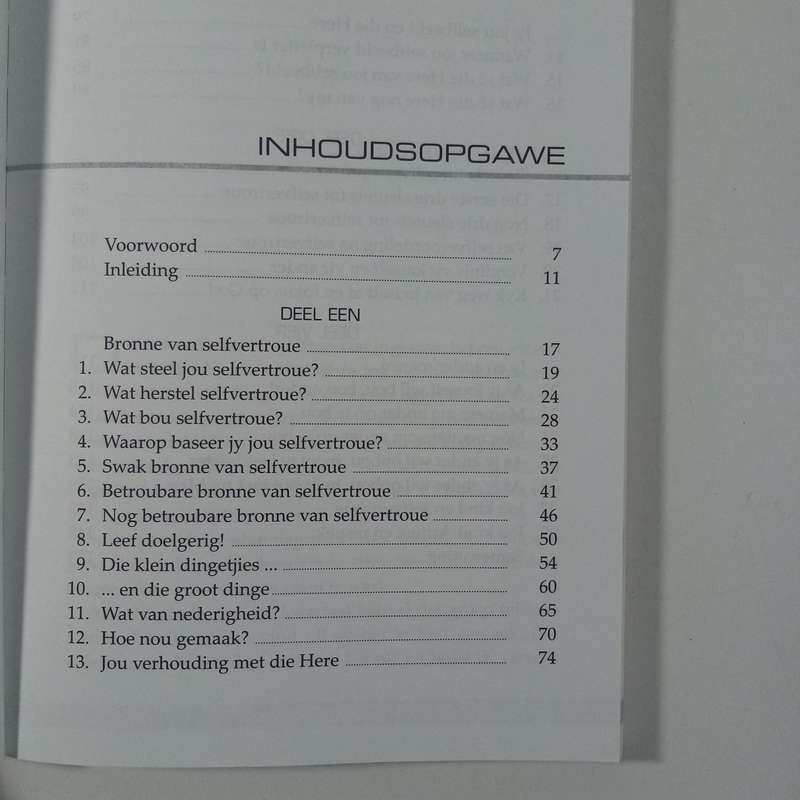 INHOUDSOPGAWE
Voorwoord 7
Inleiding 11
DEEL EEN
Bronne van selfvertroue 17
1. Wat steel jou selfvertroue? 19
2. Wat herstel selfvertroue? 24
3. Wat bou selfvertroue? 28
4. Waarop baseer jy jou selfvertroue? 33
5. Swak bronne van selfvertroue 37
6. Betroubare bronne van selfvertroue 41
7. Nog betroubare bronne van selfvertroue 46
8. Leef doelgerig! 50
9. Die klein dingetjies ... 54
10. ... en die groot dinge 60
11. Wat van nederigheid? 65
12. Hoe nou gemaak? 70
13. Jou verhouding met die Here 74